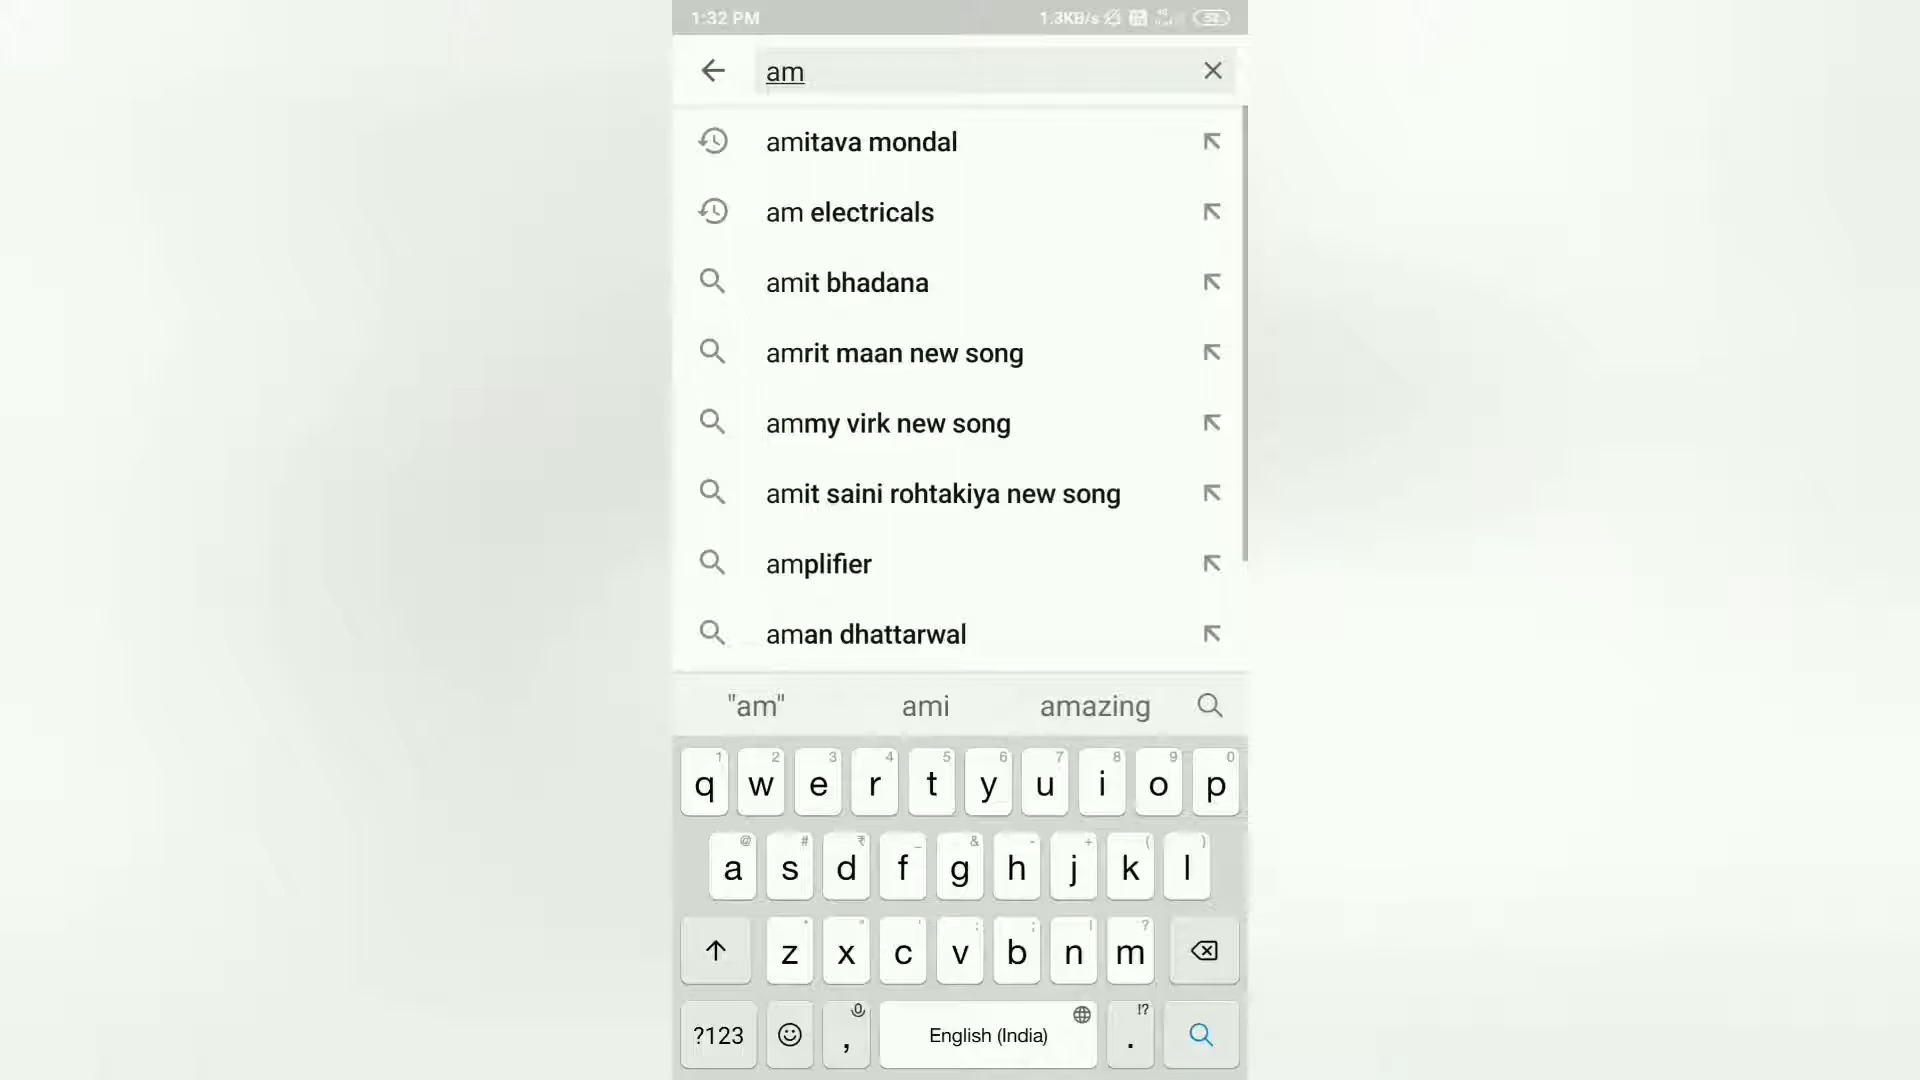 1:32 PM 1.3KB/s 4G 52
am
amitava mondal
am electricals
amit bhadana
amrit maan new song
ammy virk new song
amit saini rohtakiya new song
amplifier
aman dhattarwal
"am" ami amazing
1 2 3 4 5 6 7 8 9 0
q w e r t y u i o p
@ # ₹ _ & - + ( )
a s d f g h j k l
z x c v b n m
?123 , English (India) . !?